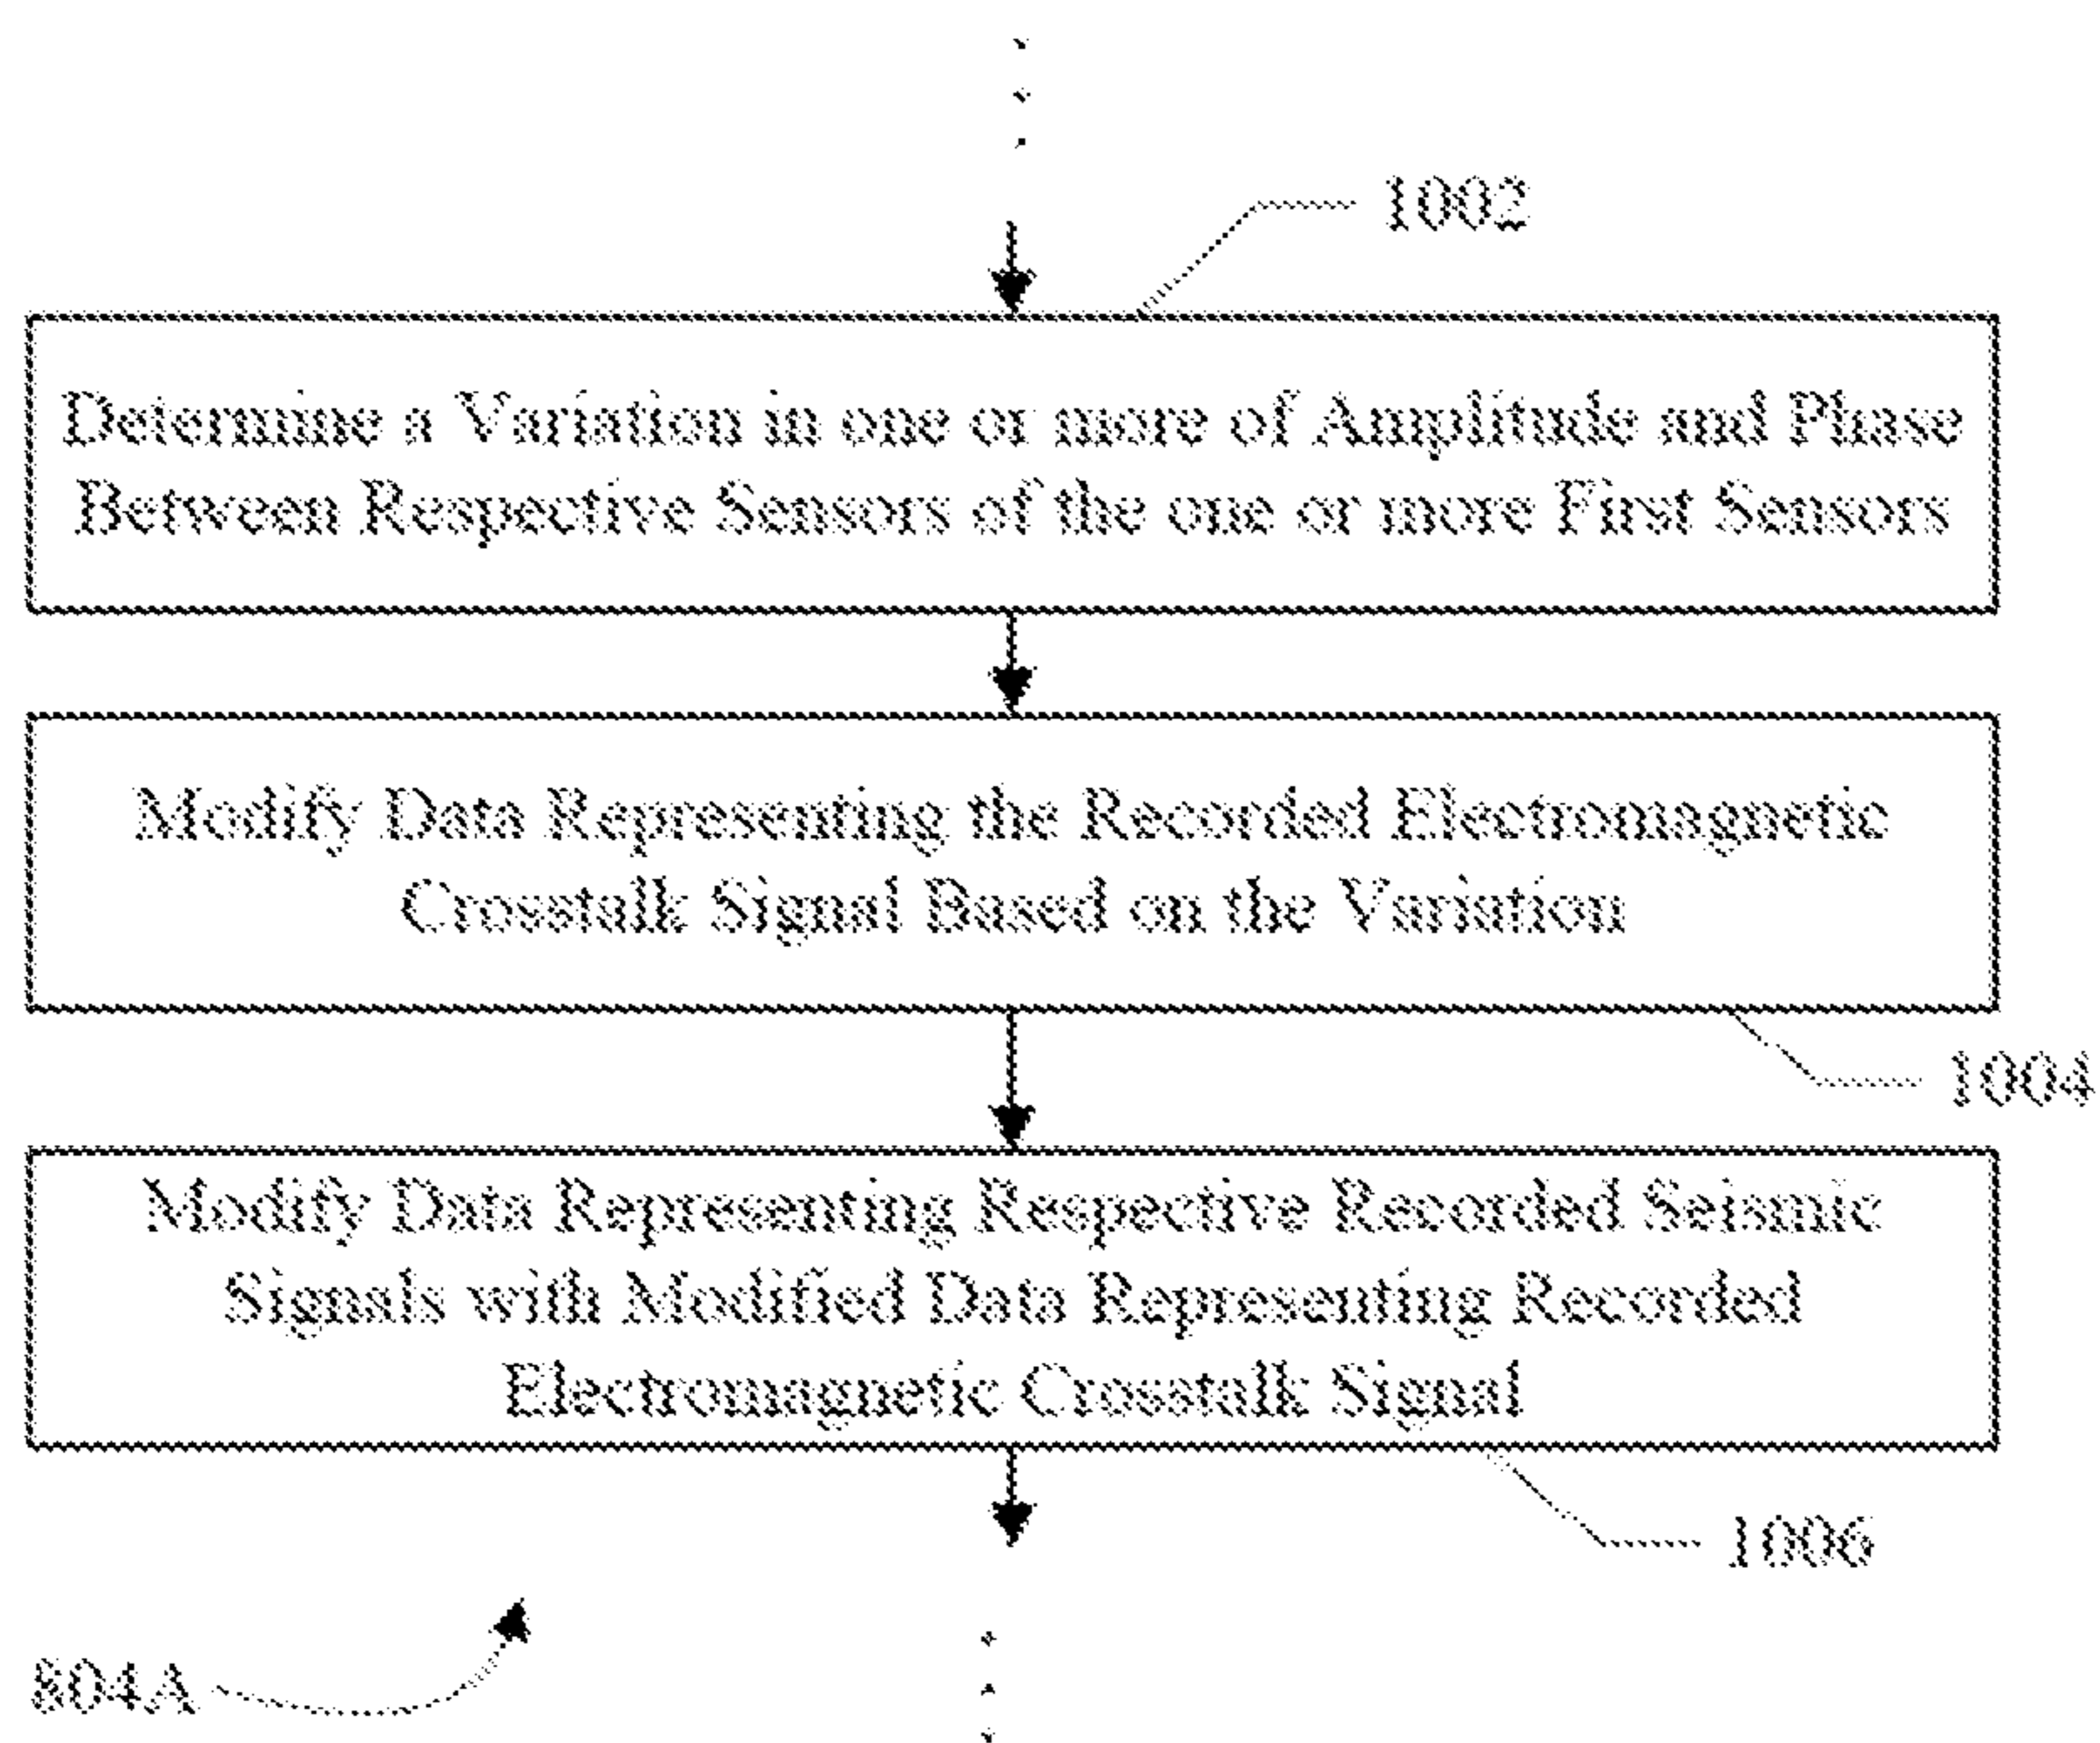 1002
Determine a Variation in one or more of Amplitude and Phase
Between Respective Sensors of the one or more First Sensors
Modify Data Representing the Recorded Electromagnetic
Crosstalk Signal Based on the Variation
1004
Modify Data Representing Respective Recorded Seismic
Signals with Modified Data Representing Recorded
Electromagnetic Crosstalk Signal
1006
804A